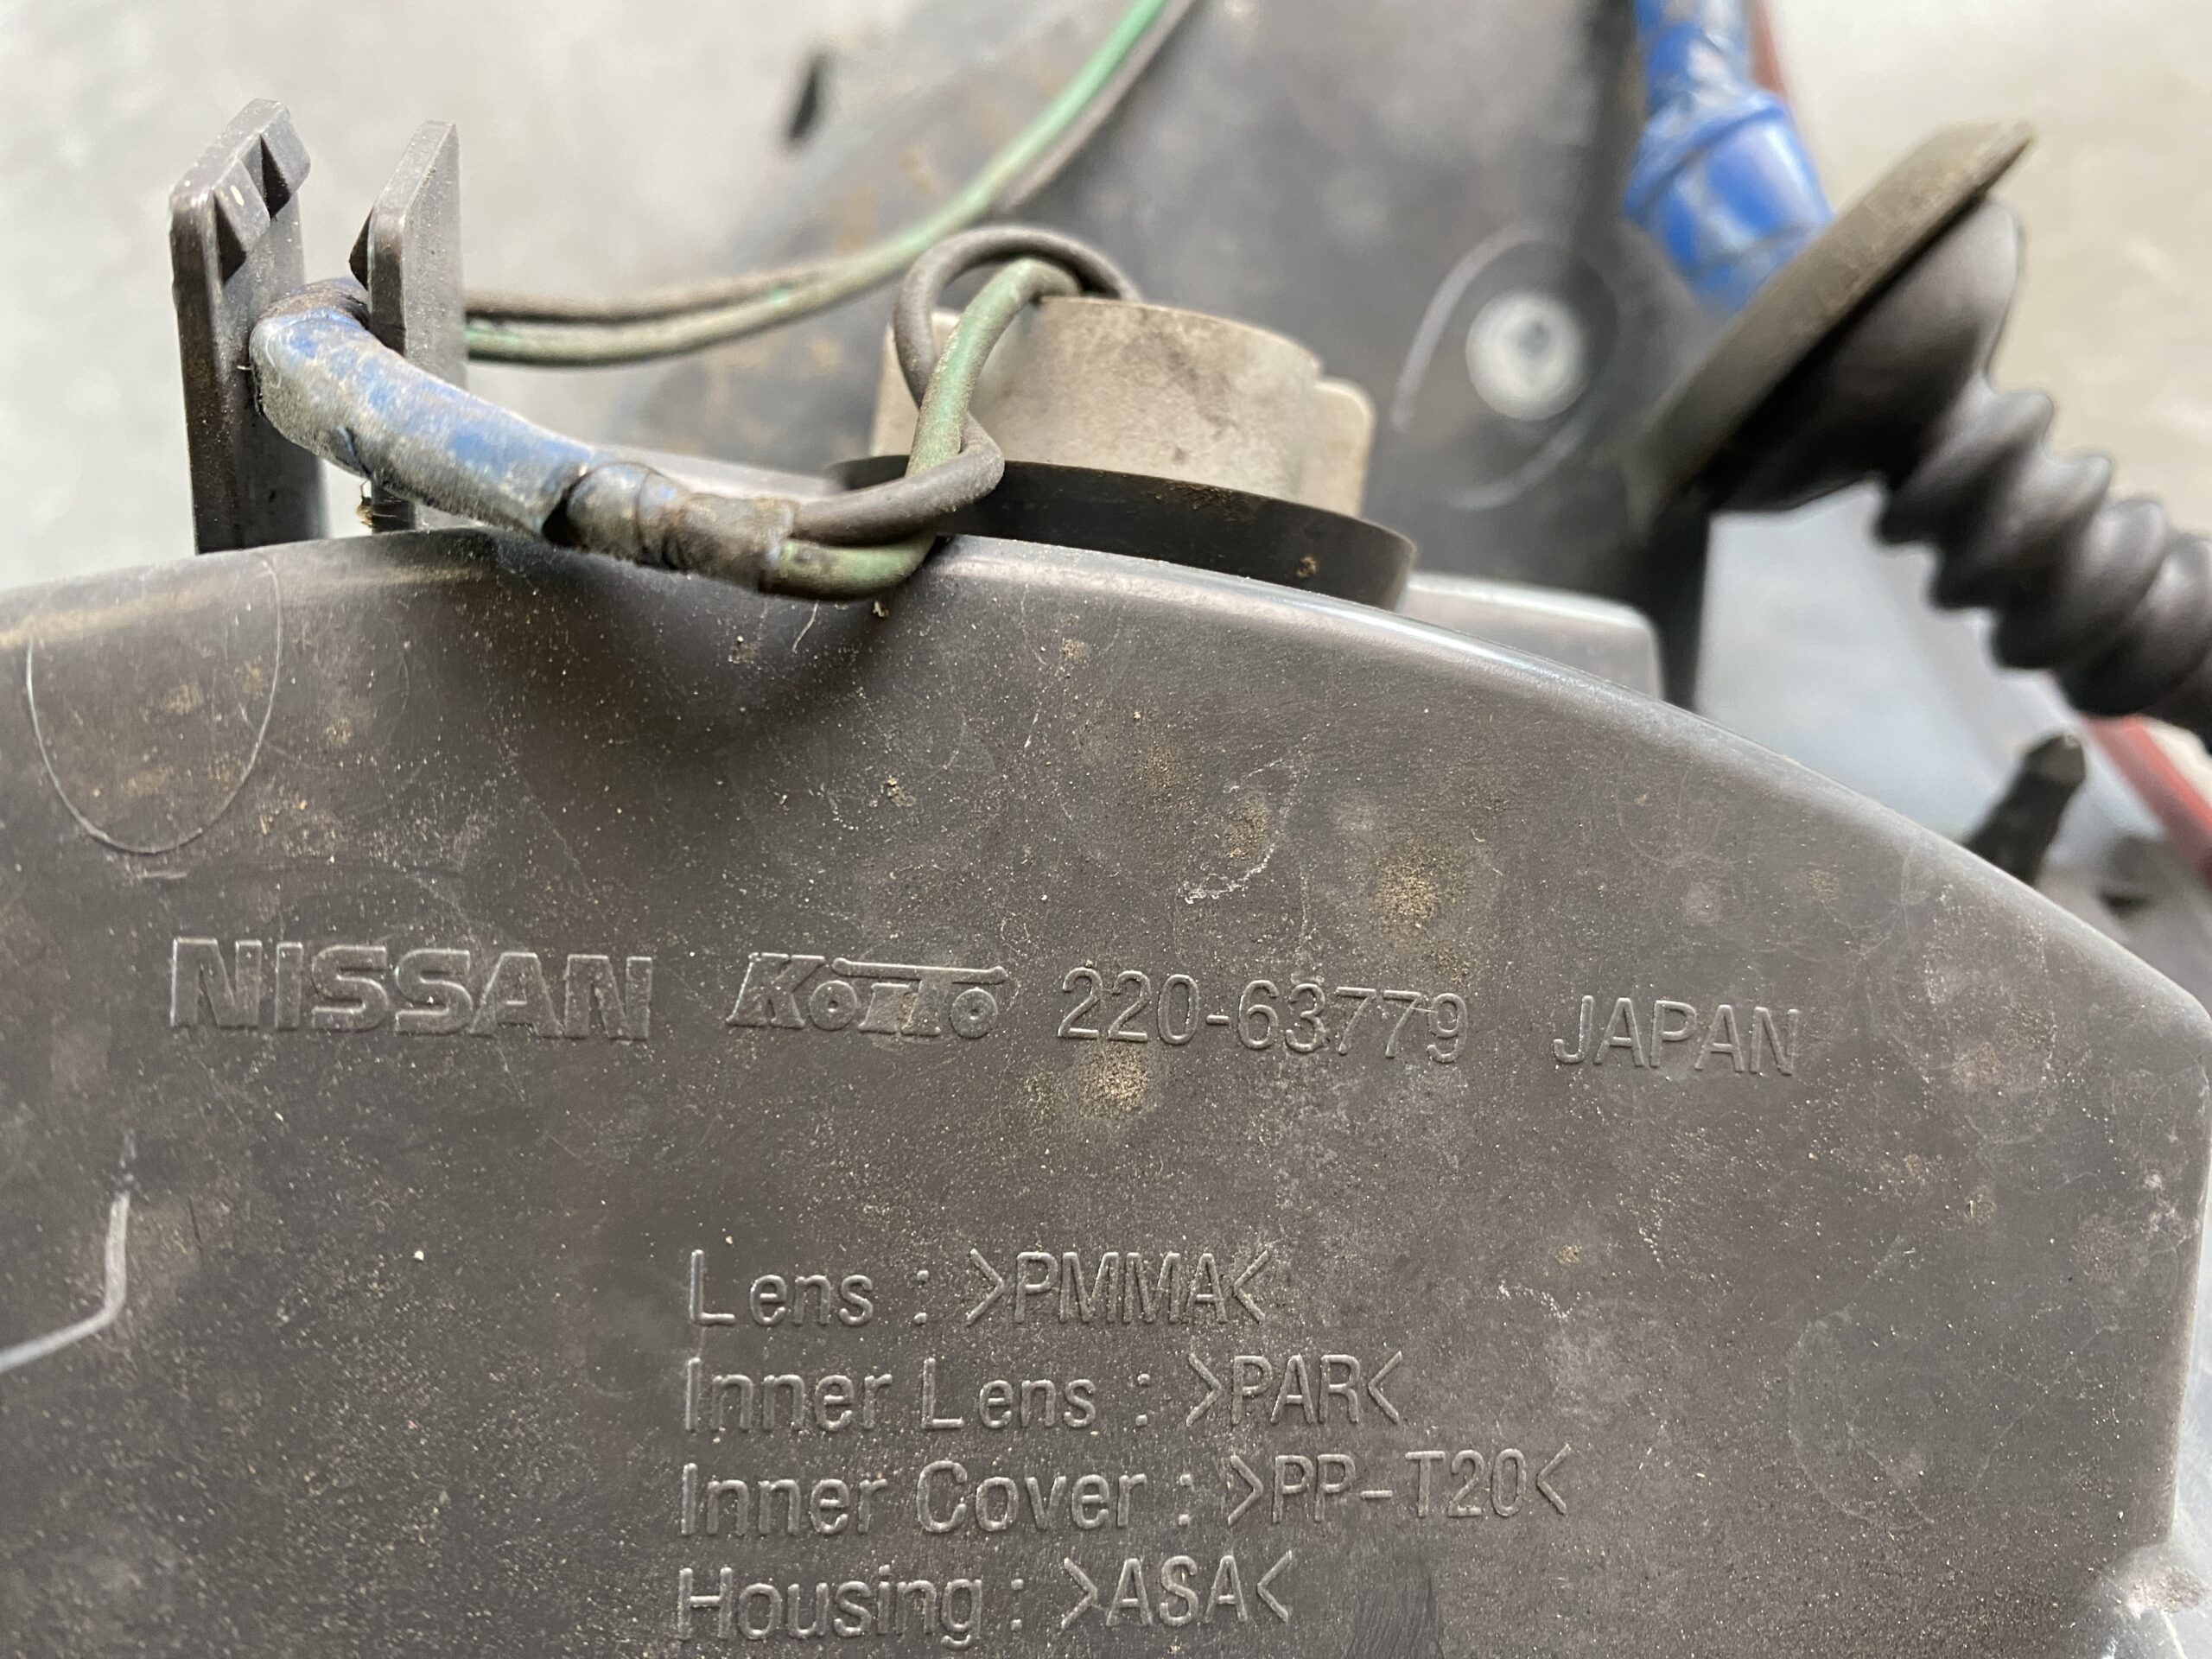 NISSAN KOITO 220-63779 JAPAN
Lens : >PMMA<
Inner Lens : >PAR<
Inner Cover : >PP-T20<
Housing : >ASA<